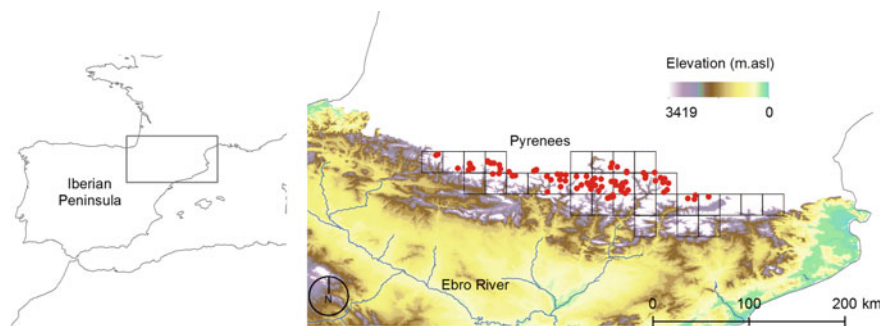 Iberian
Peninsula
Elevation (m.asl)
3419 0
Pyrenees
Ebro River
N
0 100 200 km